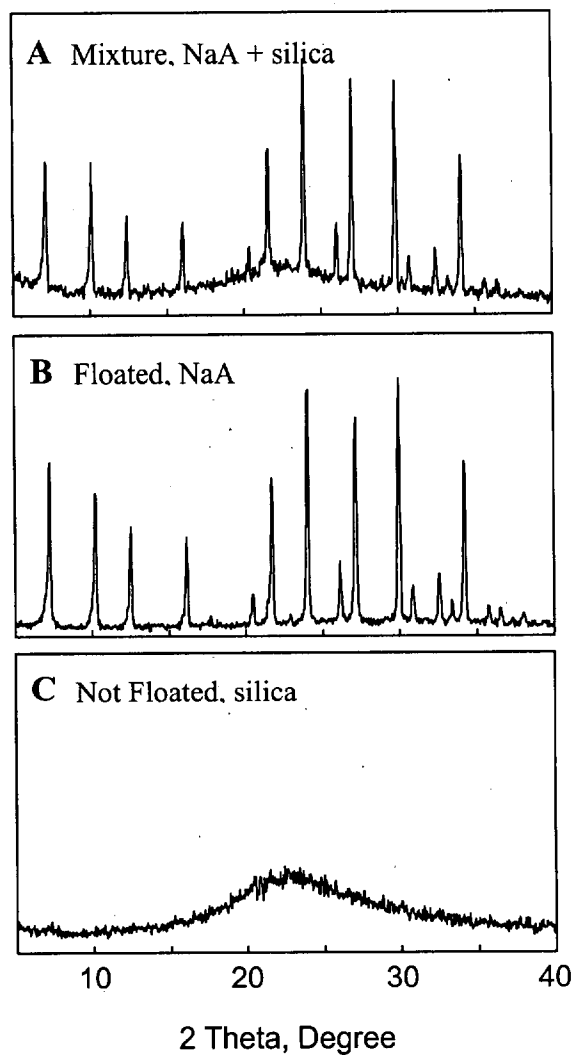 A Mixture, NaA + silica
B Floated, NaA
C Not Floated, silica
10 20 30 40
2 Theta, Degree